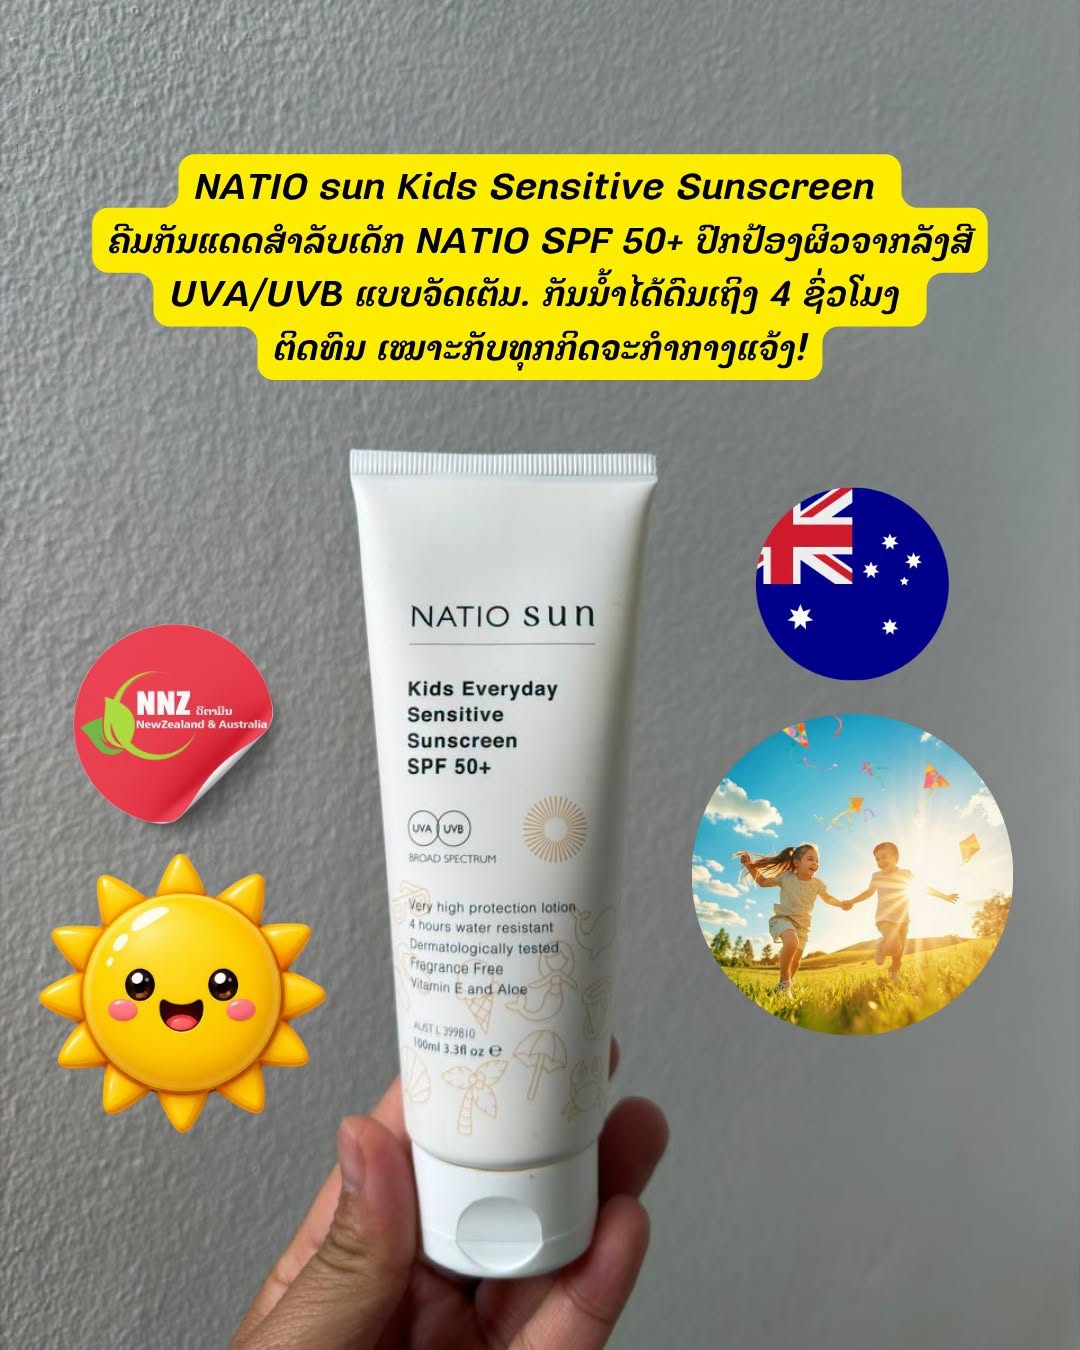 NATIO sun Kids Sensitive Sunscreen
ຄີມກັນແດດສຳລັບເດັກ NATIO SPF 50+ ປົກປ້ອງຜິວຈາກລັງສີ
UVA/UVB ແບບຈັດເຕັມ. ກັນນ້ຳໄດ້ດົນເຖິງ 4 ຊົ່ວໂມງ
ຕິດທົນ ເໝາະກັບທຸກກິດຈະກຳກາງແຈ້ງ!
NATIO sun
Kids Everyday
Sensitive
Sunscreen
SPF 50+
UVA UVB
BROAD SPECTRUM
Very high protection lotion
4 hours water resistant
Dermatologically tested
Fragrance Free
Vitamin E and Aloe
AUST L 399810
100ml 3.3fl oz ℮
NNZ ວິຕາມິນ
NewZealand & Australia